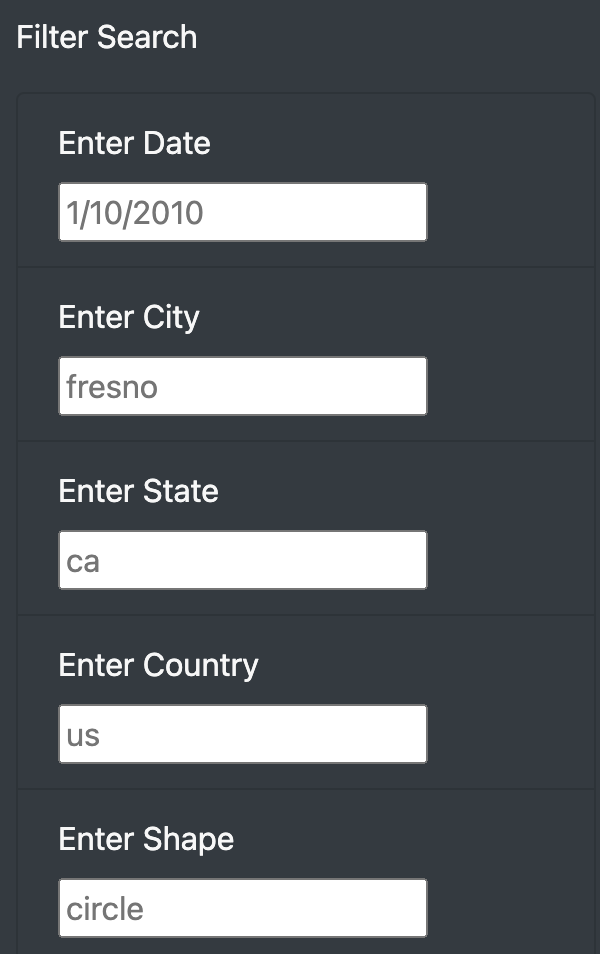 Filter Search
Enter Date
1/10/2010
Enter City
fresno
Enter State
ca
Enter Country
us
Enter Shape
circle